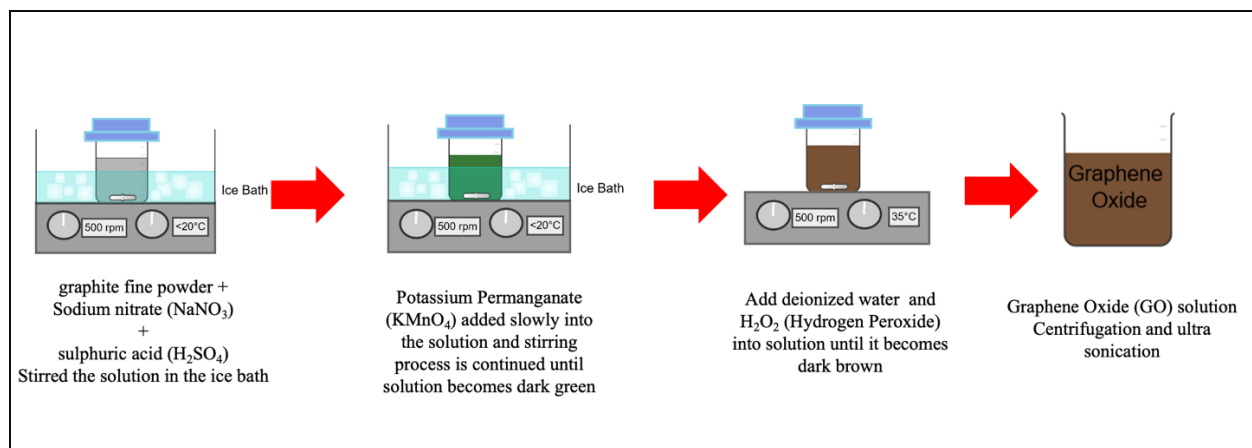 Ice Bath
500 rpm
<20°C
Ice Bath
500 rpm
<20°C
500 rpm
35°C
Graphene
Oxide
graphite fine powder +
Sodium nitrate (NaNO₃)
+
sulphuric acid (H₂SO₄)
Stirred the solution in the ice bath
Potassium Permanganate
(KMnO₄) added slowly into
the solution and stirring
process is continued until
solution becomes dark green
Add deionized water and
H₂O₂ (Hydrogen Peroxide)
into solution until it becomes
dark brown
Graphene Oxide (GO) solution
Centrifugation and ultra
sonication